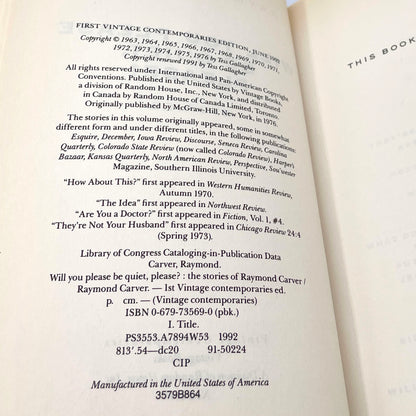 FIRST VINTAGE CONTEMPORARIES EDITION, JUNE 1992
Copyright © 1963, 1964, 1965, 1966, 1967, 1968, 1969, 1970, 1971,
1972, 1973, 1974, 1975, 1976 by Tess Gallagher
Copyright renewed 1991 by Tess Gallagher
All rights reserved under International and Pan-American Copyright
Conventions. Published in the United States by Vintage Books,
a division of Random House, Inc., New York, and distributed
in Canada by Random House of Canada Limited, Toronto.
Originally published by McGraw-Hill, New York, in 1976.
The stories in this volume originally appeared, some in somewhat
different form and under different titles, in the following publications:
Esquire, December, Iowa Review, Discourse, Seneca Review, Carolina
Quarterly, Colorado State Review (now called Colorado Review), Harper's
Bazaar, Kansas Quarterly, North American Review, Perspective, Sou'wester
Magazine, Southern Illinois University.
"How About This?" first appeared in Western Humanities Review,
Autumn 1970.
"The Idea" first appeared in Northwest Review.
"Are You a Doctor?" first appeared in Fiction, Vol. 1, #4.
"They're Not Your Husband" first appeared in Chicago Review 24:4
(Spring 1973).
Library of Congress Cataloging-in-Publication Data
Carver, Raymond.
Will you please be quiet, please? : the stories of Raymond Carver /
Raymond Carver. — 1st Vintage contemporaries ed.
p. cm. — (Vintage contemporaries)
ISBN 0-679-73569-0 (pbk.)
I. Title.
PS3553.A7894W53 1992
813'.54—dc20 91-50224
CIP
Manufactured in the United States of America
3579B864
THIS BOOK